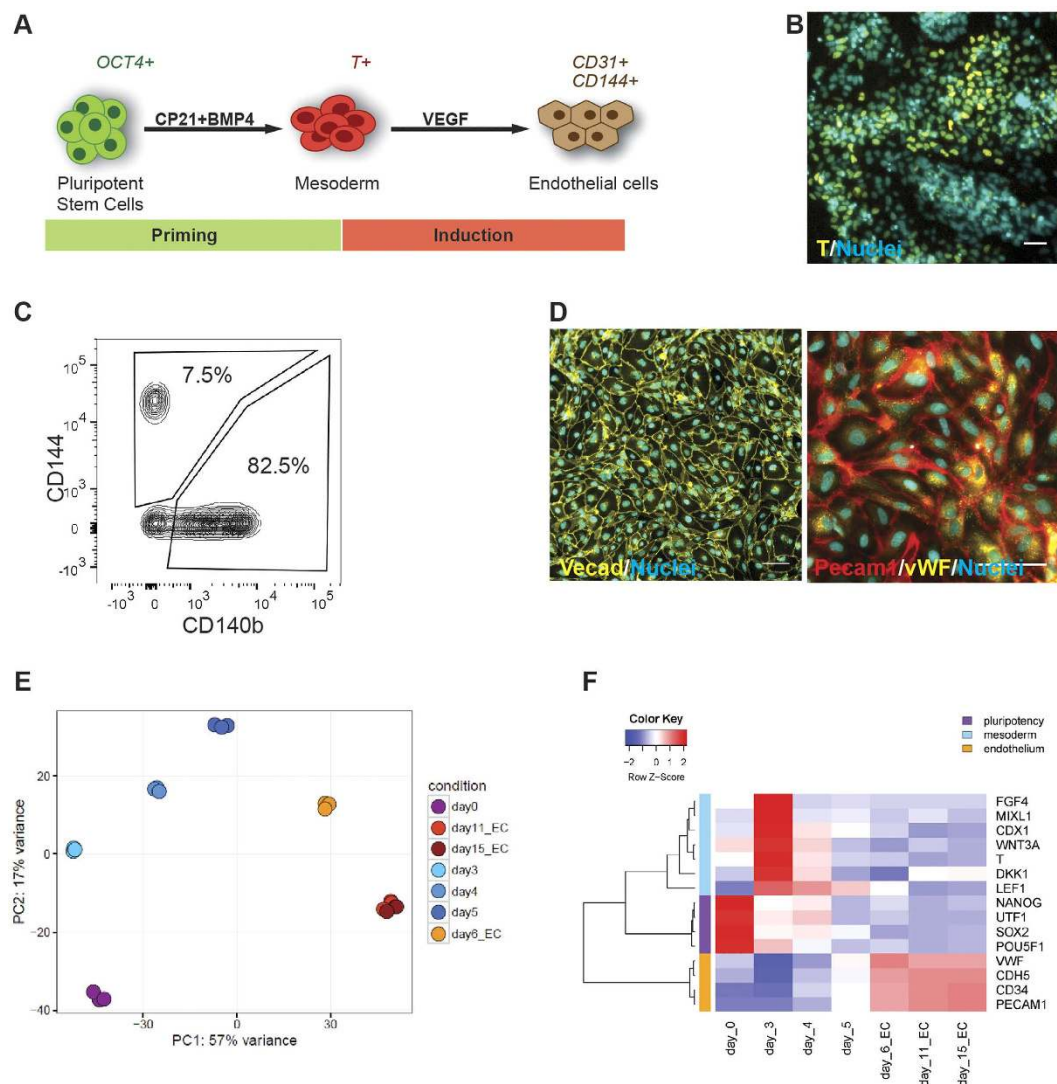 A
OCT4+
T+
CD31+
CD144+
CP21+BMP4
VEGF
Pluripotent
Stem Cells
Mesoderm
Endothelial cells
Priming
Induction
B
T/Nuclei
C
7.5%
82.5%
10^5
10^4
10^3
0
-10^3
CD144
-10^3 0 10^3 10^4 10^5
CD140b
D
Vecad/Nuclei
Pecam1/vWF/Nuclei
E
20
0
−20
−40
PC2: 17% variance
−30 0 30
PC1: 57% variance
condition
day0
day11_EC
day15_EC
day3
day4
day5
day6_EC
F
Color Key
−2 0 1 2
Row Z−Score
pluripotency
mesoderm
endothelium
FGF4
MIXL1
CDX1
WNT3A
T
DKK1
LEF1
NANOG
UTF1
SOX2
POU5F1
VWF
CDH5
CD34
PECAM1
day_0
day_3
day_4
day_5
day_6_EC
day_11_EC
day_15_EC